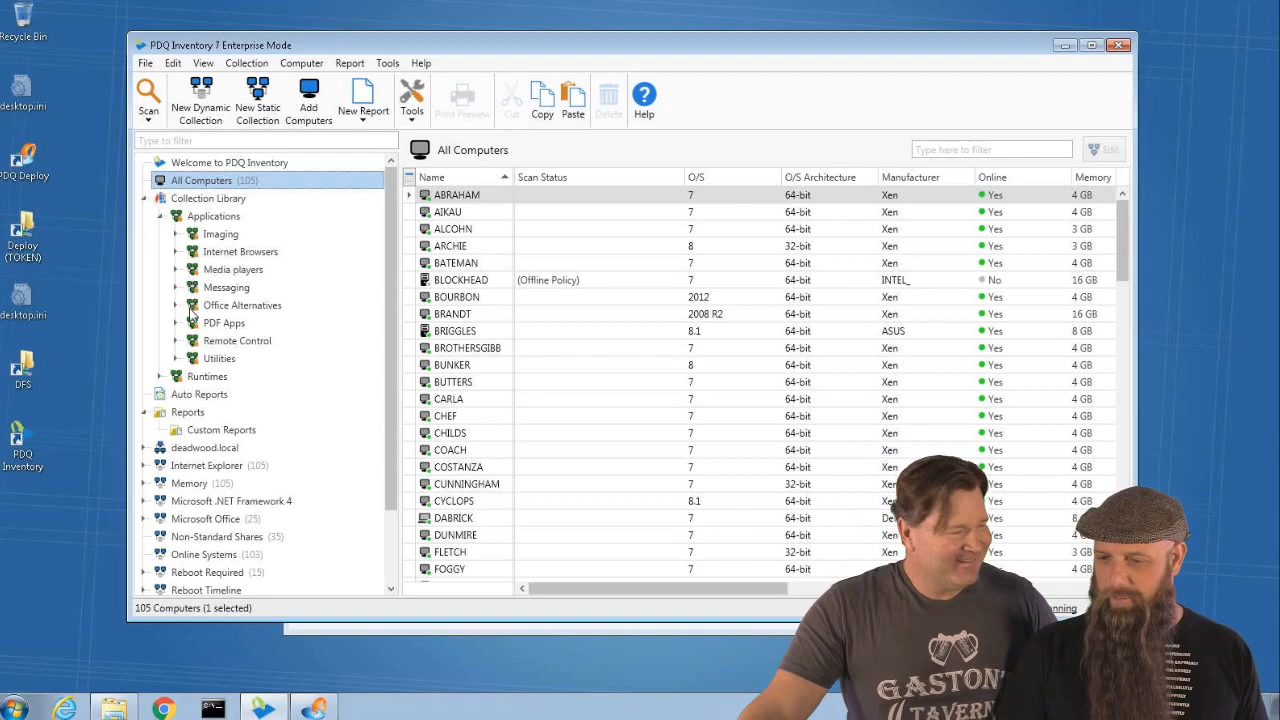 Recycle Bin
desktop.ini
PDQ Deploy
Deploy
(TOKEN)
desktop.ini
DFS
PDQ
Inventory
PDQ Inventory 7 Enterprise Mode
File Edit View Collection Computer Report Tools Help
Scan
New Dynamic
Collection
New Static
Collection
Add
Computers
New Report
Tools
Print Preview
Cut
Copy
Paste
Delete
Help
Type to filter
Welcome to PDQ Inventory
All Computers (105)
Collection Library
Applications
Imaging
Internet Browsers
Media players
Messaging
Office Alternatives
PDF Apps
Remote Control
Utilities
Runtimes
Auto Reports
Reports
Custom Reports
deadwood.local
Internet Explorer (105)
Memory (105)
Microsoft .NET Framework 4
Microsoft Office (25)
Non-Standard Shares (35)
Online Systems (103)
Reboot Required (15)
Reboot Timeline
All Computers
Type here to filter
Edit
Name Scan Status O/S O/S Architecture Manufacturer Online Memory
ABRAHAM 7 64-bit Xen Yes 4 GB
AIKAU 7 64-bit Xen Yes 4 GB
ALCOHN 7 64-bit Xen Yes 3 GB
ARCHIE 8 32-bit Xen Yes 3 GB
BATEMAN 7 64-bit Xen Yes 4 GB
BLOCKHEAD (Offline Policy) 7 64-bit INTEL_ No 16 GB
BOURBON 2012 64-bit Xen Yes 4 GB
BRANDT 2008 R2 64-bit Xen Yes 16 GB
BRIGGLES 8.1 64-bit ASUS Yes 8 GB
BROTHERSGIBB 7 64-bit Xen Yes 4 GB
BUNKER 8 64-bit Xen Yes 4 GB
BUTTERS 7 64-bit Xen Yes 4 GB
CARLA 7 64-bit Xen Yes 4 GB
CHEF 7 64-bit Xen Yes 4 GB
CHILDS 7 64-bit Xen Yes 4 GB
COACH 7 64-bit Xen Yes 4 GB
COSTANZA 7 64-bit Xen Yes 4 GB
CUNNINGHAM 7 32-bit Xen 4 GB
CYCLOPS 8.1 64-bit 4 GB
DABRICK 7 64-bit
DUNMIRE 7 64-bit Xen
FLETCH 7 32-bit Xen 3 GB
FOGGY 7 64-bit Xen 4 GB
105 Computers (1 selected)
GASTON'S
TAVERN